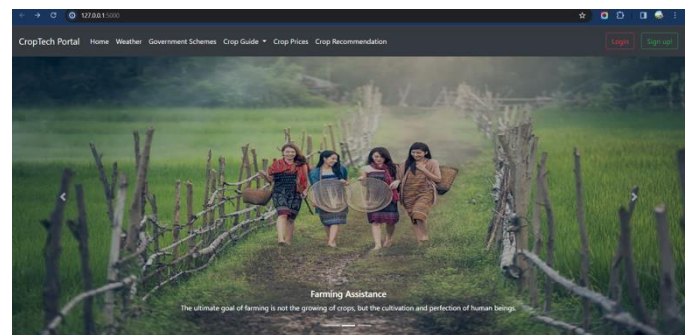 127.0.0.1:5000
CropTech Portal Home Weather Government Schemes Crop Guide Crop Prices Crop Recommendation Login Sign up!
Farming Assistance
The ultimate goal of farming is not the growing of crops, but the cultivation and perfection of human beings.